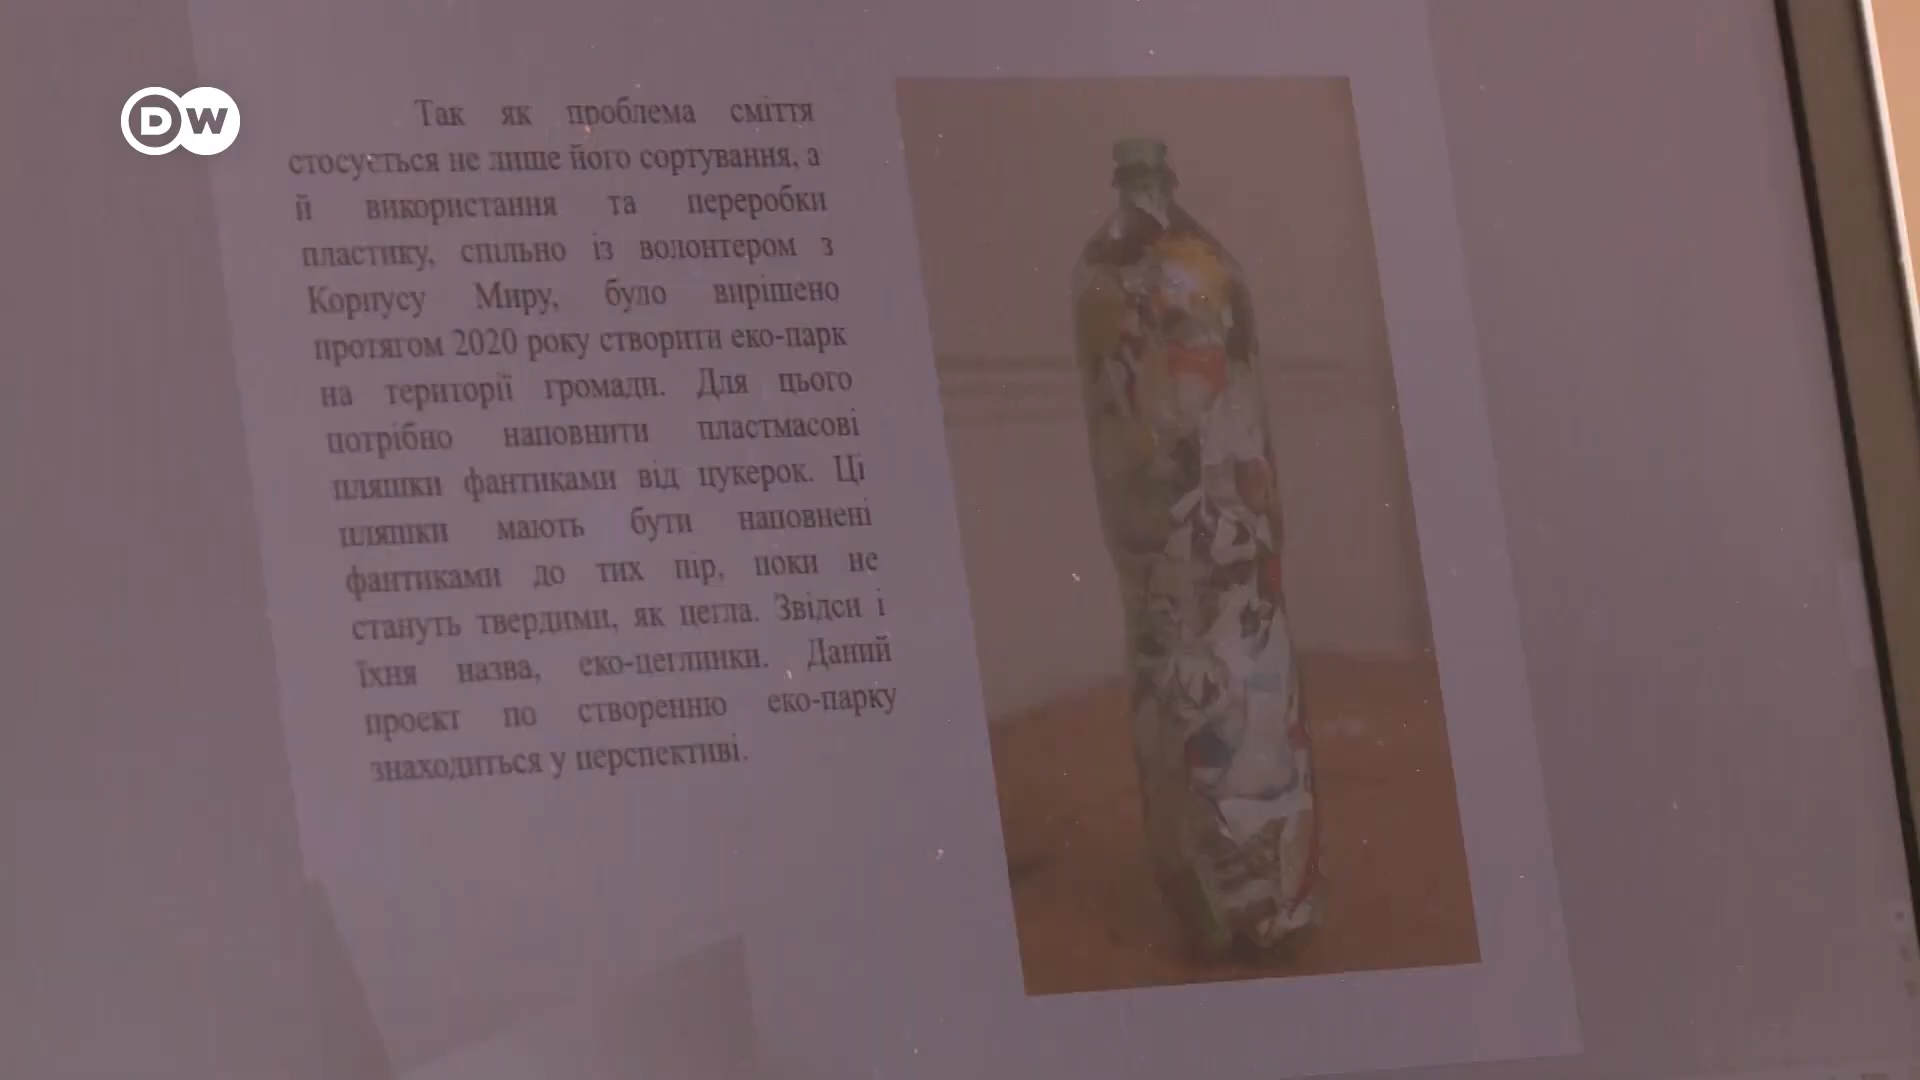 DW
Так як проблема сміття
стосується не лише його сортування, а
й використання та переробки
пластику, спільно із волонтером з
Корпусу Миру, було вирішено
протягом 2020 року створити еко-парк
на території громади. Для цього
потрібно наповнити пластмасові
пляшки фантиками від цукерок. Ці
пляшки мають бути наповнені
фантиками до тих пір, поки не
стануть твердими, як цегла. Звідси і
їхня назва, еко-цеглинки. Даний
проект по створенню еко-парку
знаходиться у перспективі.